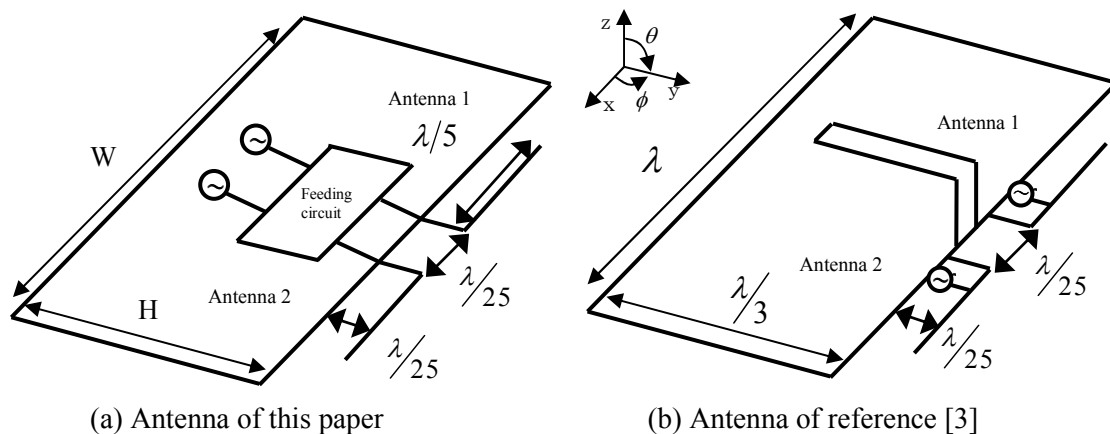 Antenna 1
λ/5
W
~
~
Feeding
circuit
λ/25
Antenna 2
H
λ/25
(a) Antenna of this paper
z
θ
x
ϕ
y
Antenna 1
λ
~
λ/25
Antenna 2
~
λ/3
λ/25
(b) Antenna of reference [3]